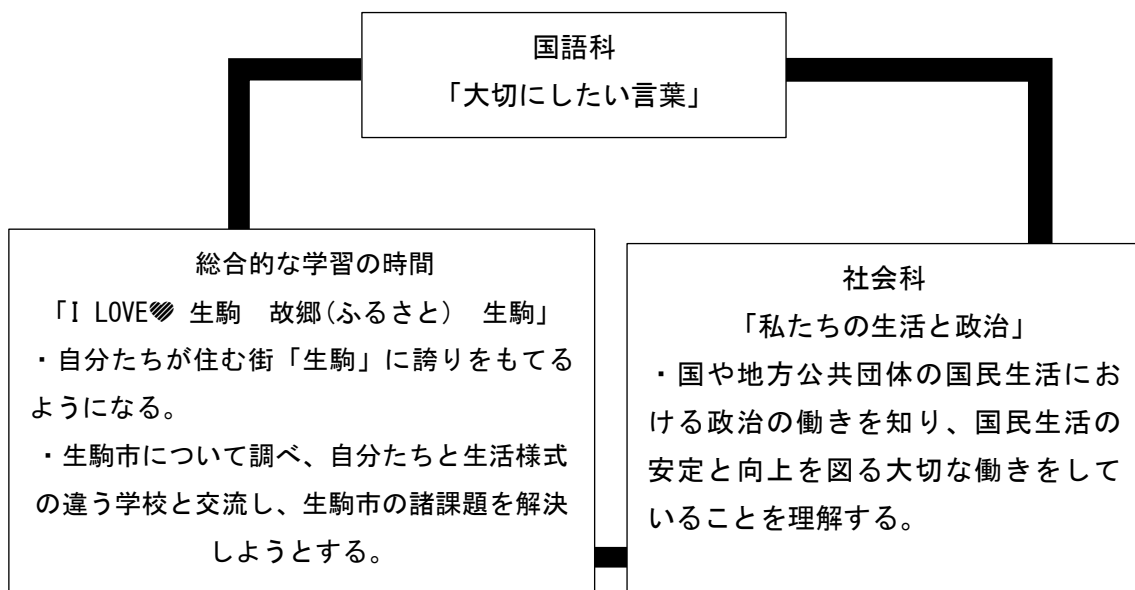 国語科
「大切にしたい言葉」
総合的な学習の時間
「I LOVE❤ 生駒　故郷(ふるさと)　生駒」
・自分たちが住む街「生駒」に誇りをもてる
ようになる。
・生駒市について調べ、自分たちと生活様式
の違う学校と交流し、生駒市の諸課題を解決
しようとする。
社会科
「私たちの生活と政治」
・国や地方公共団体の国民生活にお
ける政治の働きを知り、国民生活の
安定と向上を図る大切な働きをして
いることを理解する。